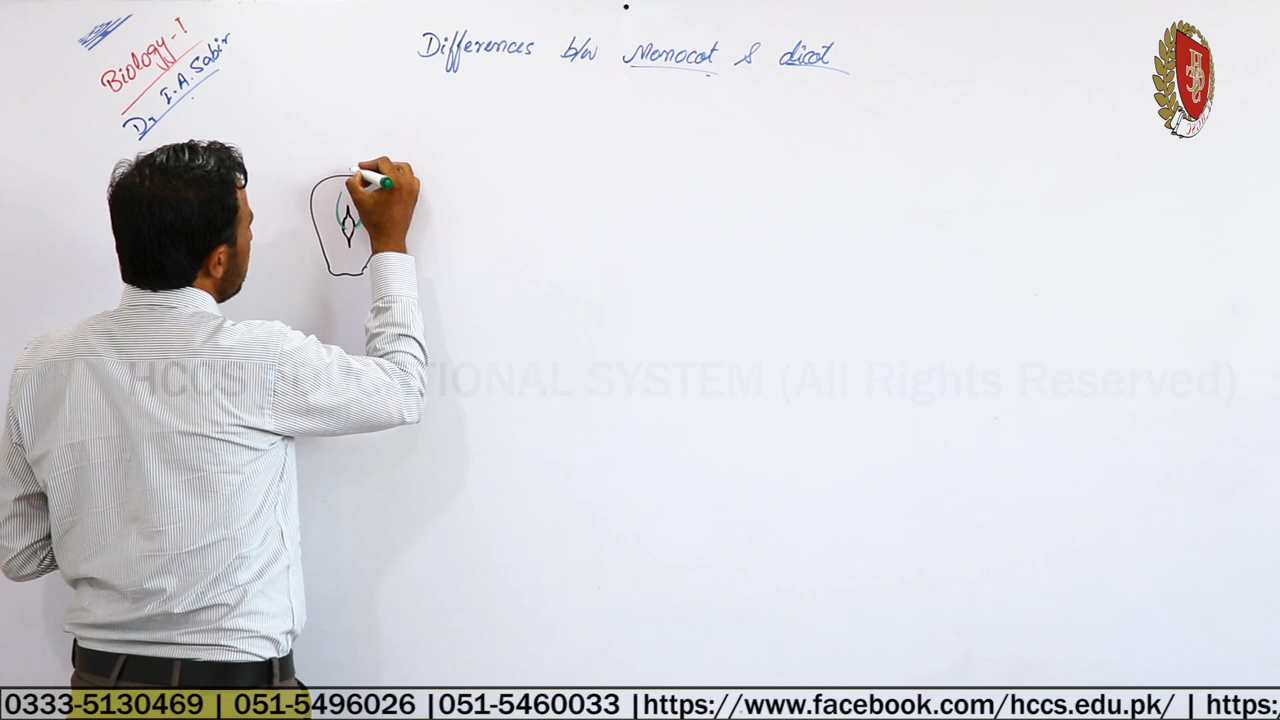 Biology-I
Dr I.A. Sabir
Differences b/w Monocot & dicot
HCCS EDUCATIONAL SYSTEM (All Rights Reserved)
0333-5130469 | 051-5496026 |051-5460033 |https://www.facebook.com/hccs.edu.pk/ | https: